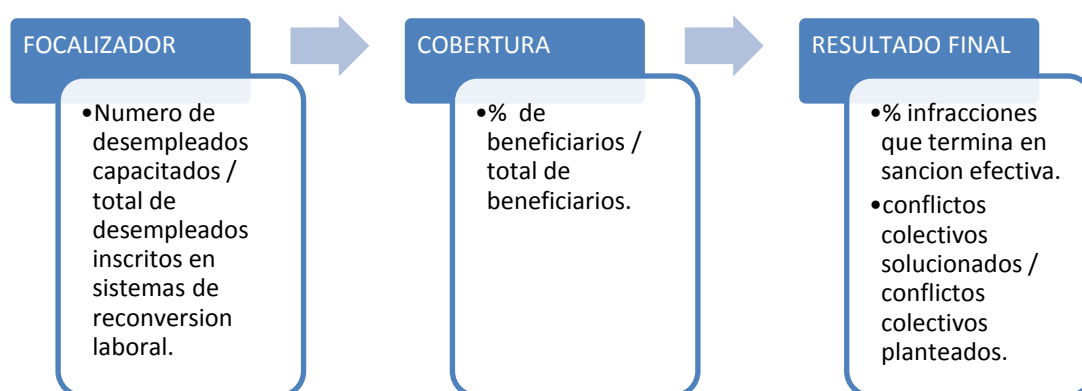 FOCALIZADOR
•Numero de
desempleados
capacitados /
total de
desempleados
inscritos en
sistemas de
reconversion
laboral.
COBERTURA
•% de
beneficiarios /
total de
beneficiarios.
RESULTADO FINAL
•% infracciones
que termina en
sancion efectiva.
•conflictos
colectivos
solucionados /
conflictos
colectivos
planteados.